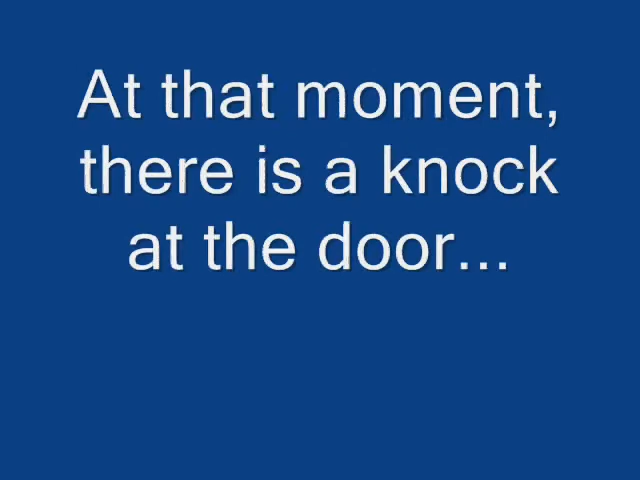 At that moment,
there is a knock
at the door...